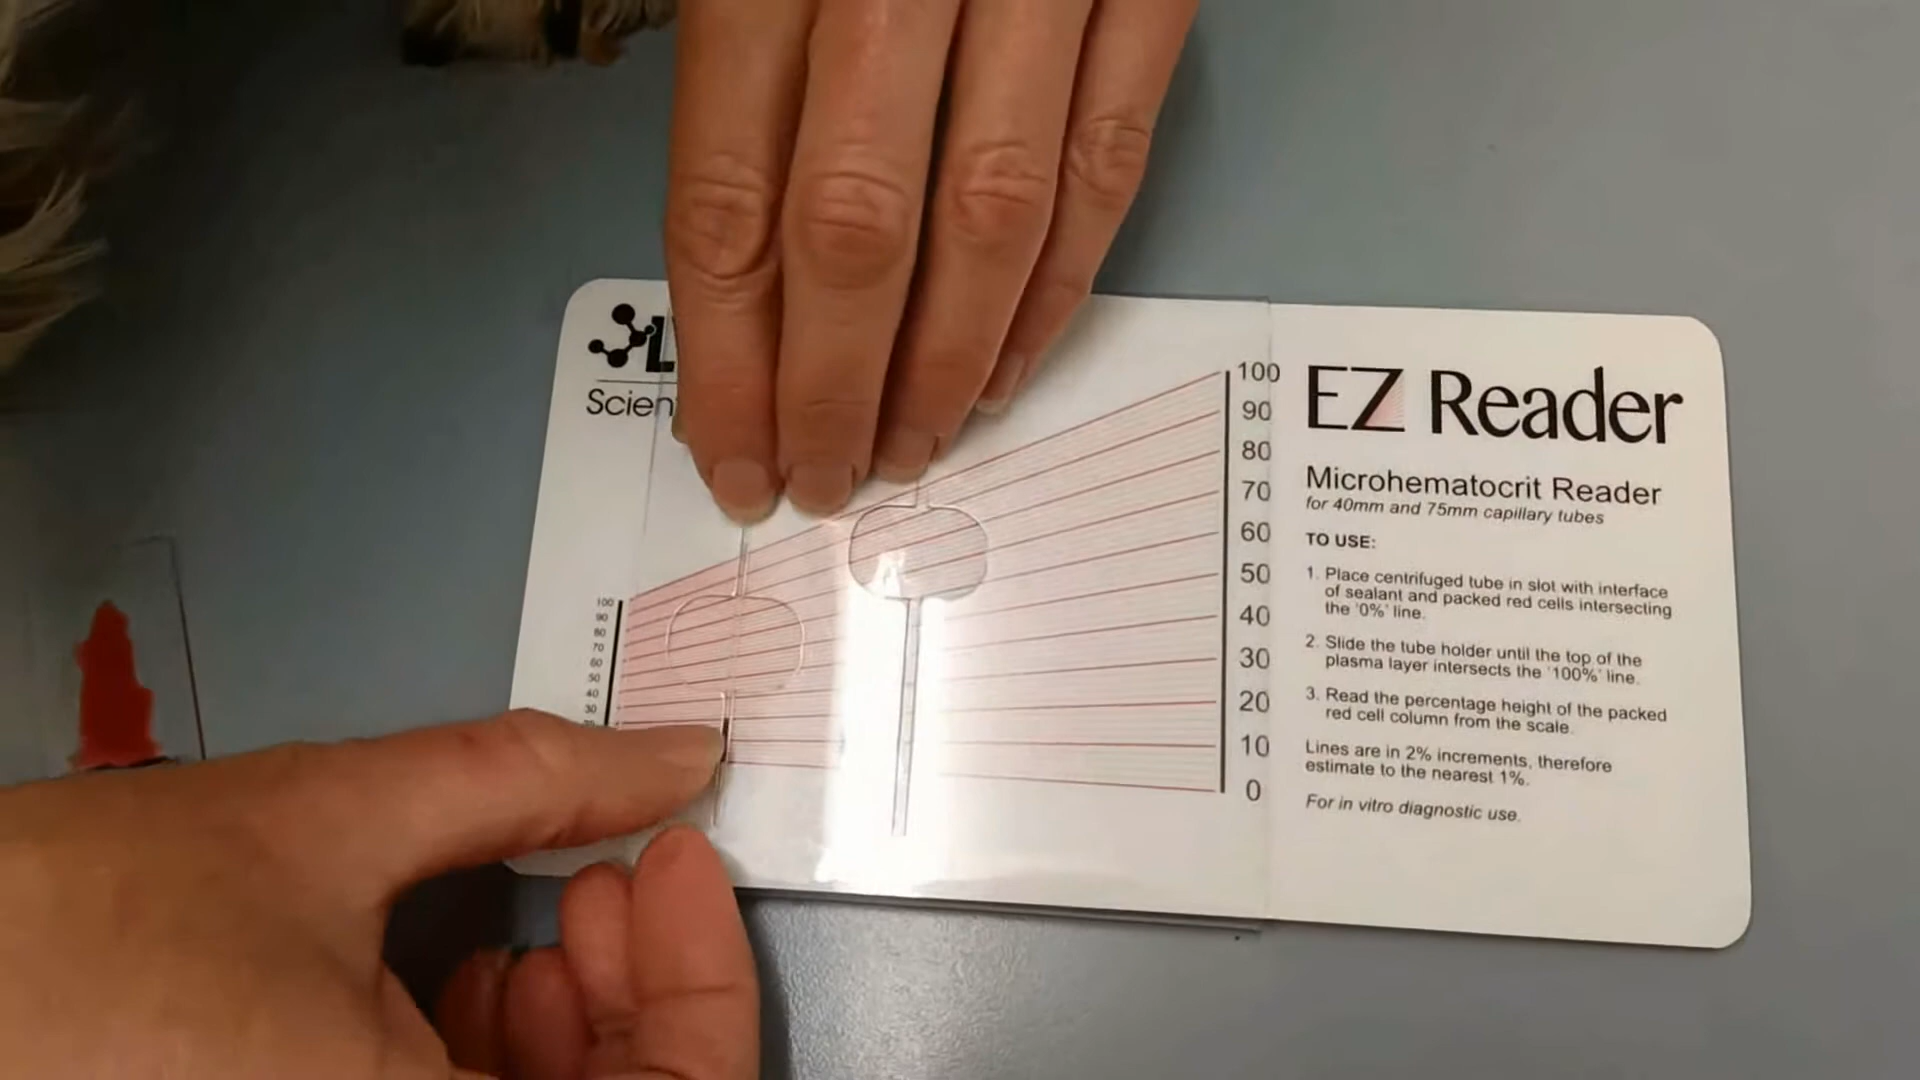 Scien
EZ Reader
Microhematocrit Reader
for 40mm and 75mm capillary tubes
TO USE:
1. Place centrifuged tube in slot with interface
of sealant and packed red cells intersecting
the '0%' line.
2. Slide the tube holder until the top of the
plasma layer intersects the '100%' line.
3. Read the percentage height of the packed
red cell column from the scale.
Lines are in 2% increments, therefore
estimate to the nearest 1%.
For in vitro diagnostic use.
100
90
80
70
60
50
40
30
20
10
0
100
90
80
70
60
50
40
30